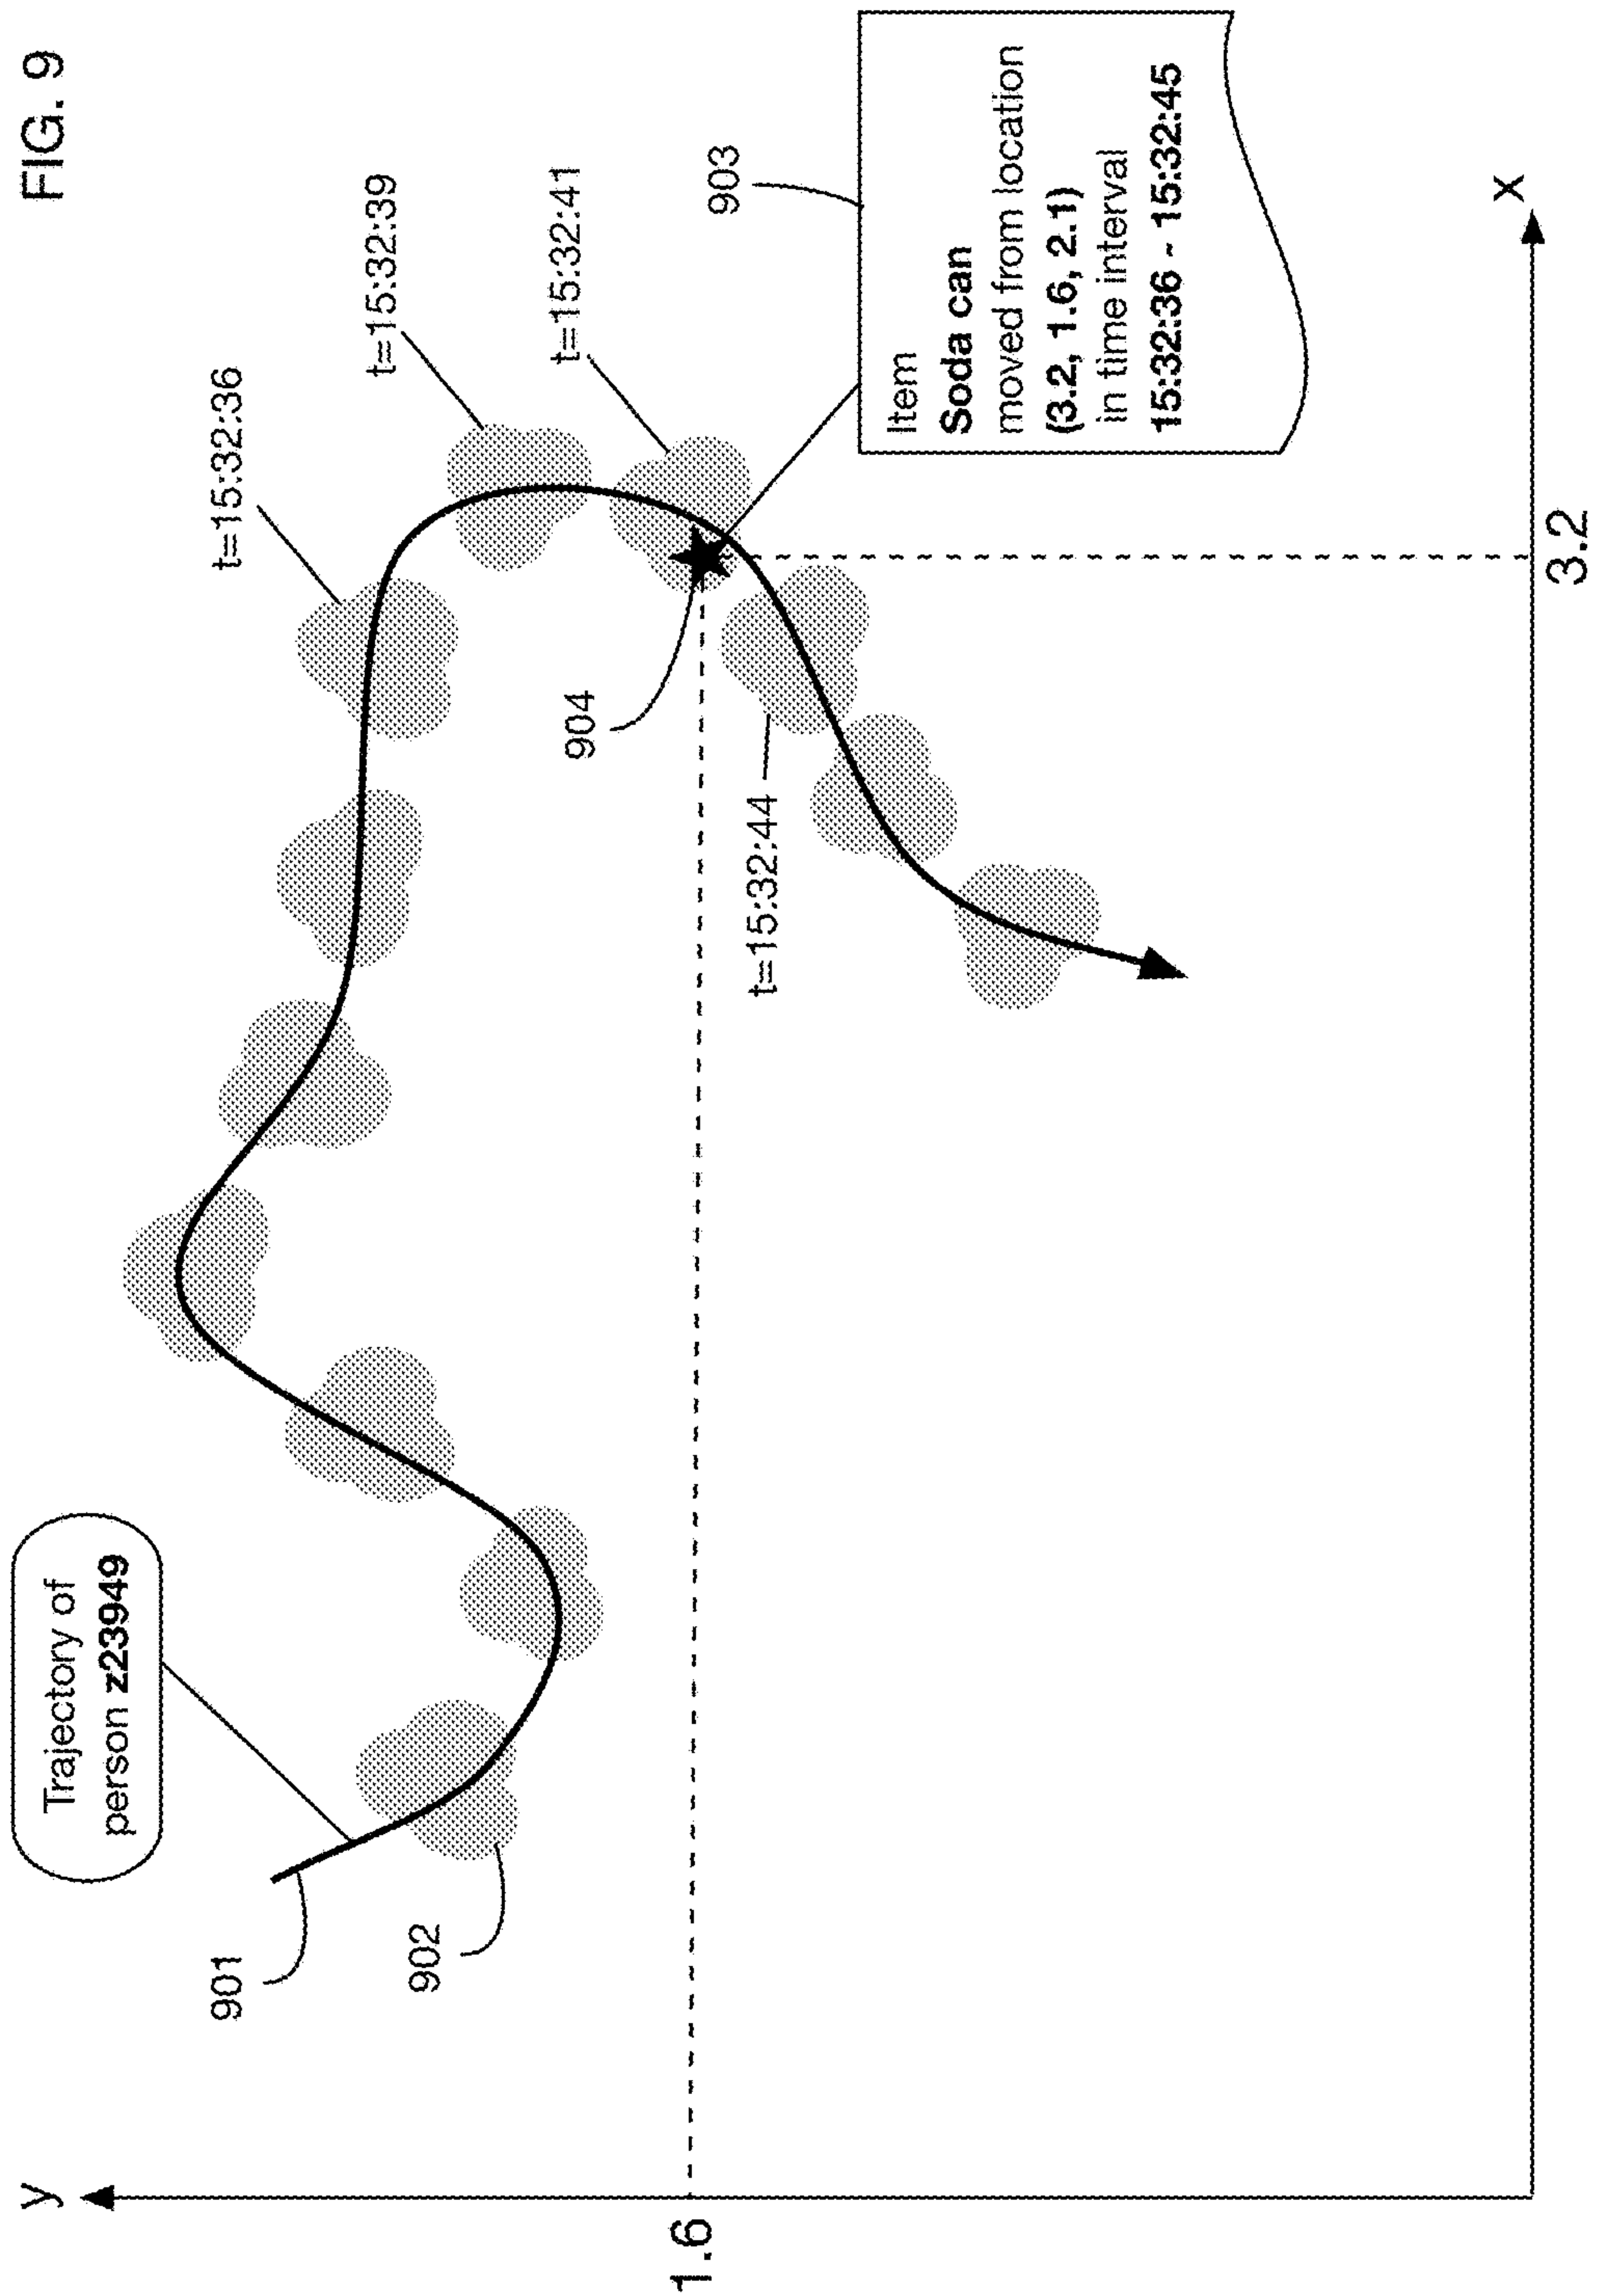 FIG. 9
y
Trajectory of
person z23949
901
902
t=15:32:36
t=15:32:39
t=15:32:41
904
t=15:32:44
903
Item
Soda can
moved from location
(3.2, 1.6, 2.1)
in time interval
15:32:36 - 15:32:45
1.6
x
3.2